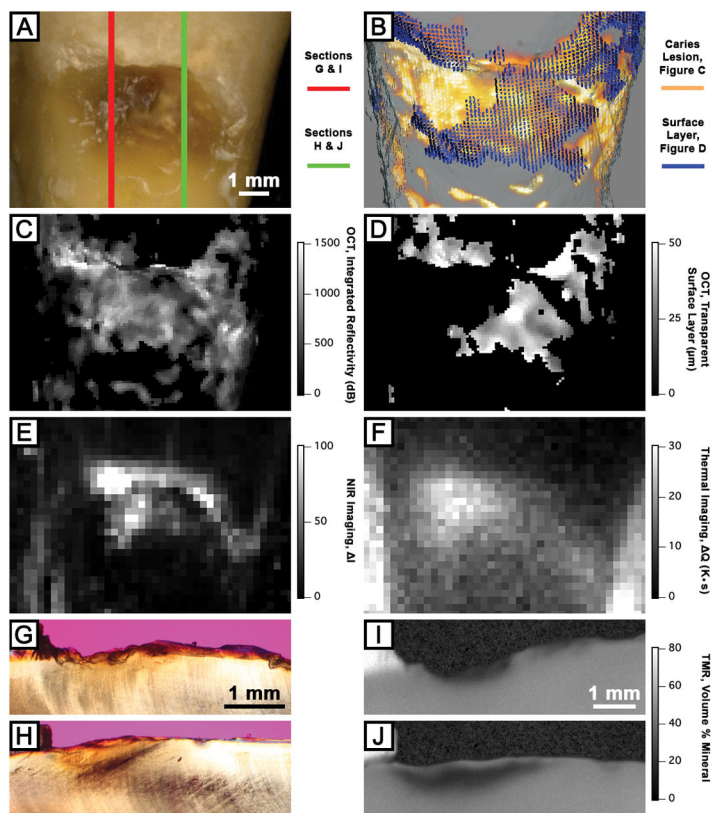 A
Sections
G & I
Sections
H & J
1 mm
B
Caries
Lesion,
Figure C
Surface
Layer,
Figure D
C
1500
1000
500
0
OCT, Integrated
Reflectivity (dB)
D
50
25
0
OCT, Transparent
Surface Layer (µm)
E
100
50
0
NIR Imaging, ΔI
F
30
20
10
0
Thermal Imaging, ΔQ (K•s)
G
1 mm
H
I
1 mm
J
80
60
40
20
0
TMR, Volume % Mineral